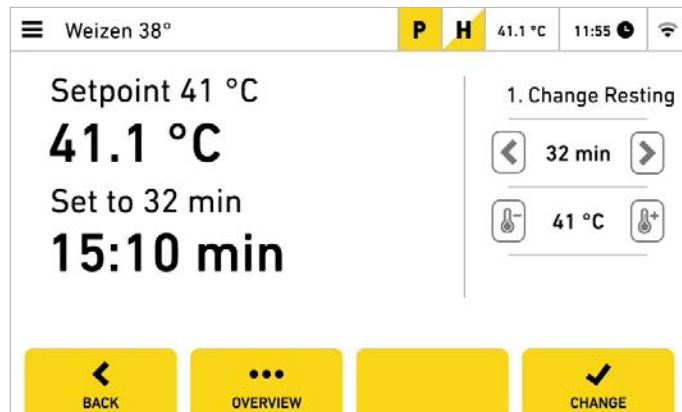 Weizen 38°
P
H
41.1 °C
11:55
Setpoint 41 °C
41.1 °C
Set to 32 min
15:10 min
1. Change Resting
32 min
41 °C
BACK
OVERVIEW
CHANGE